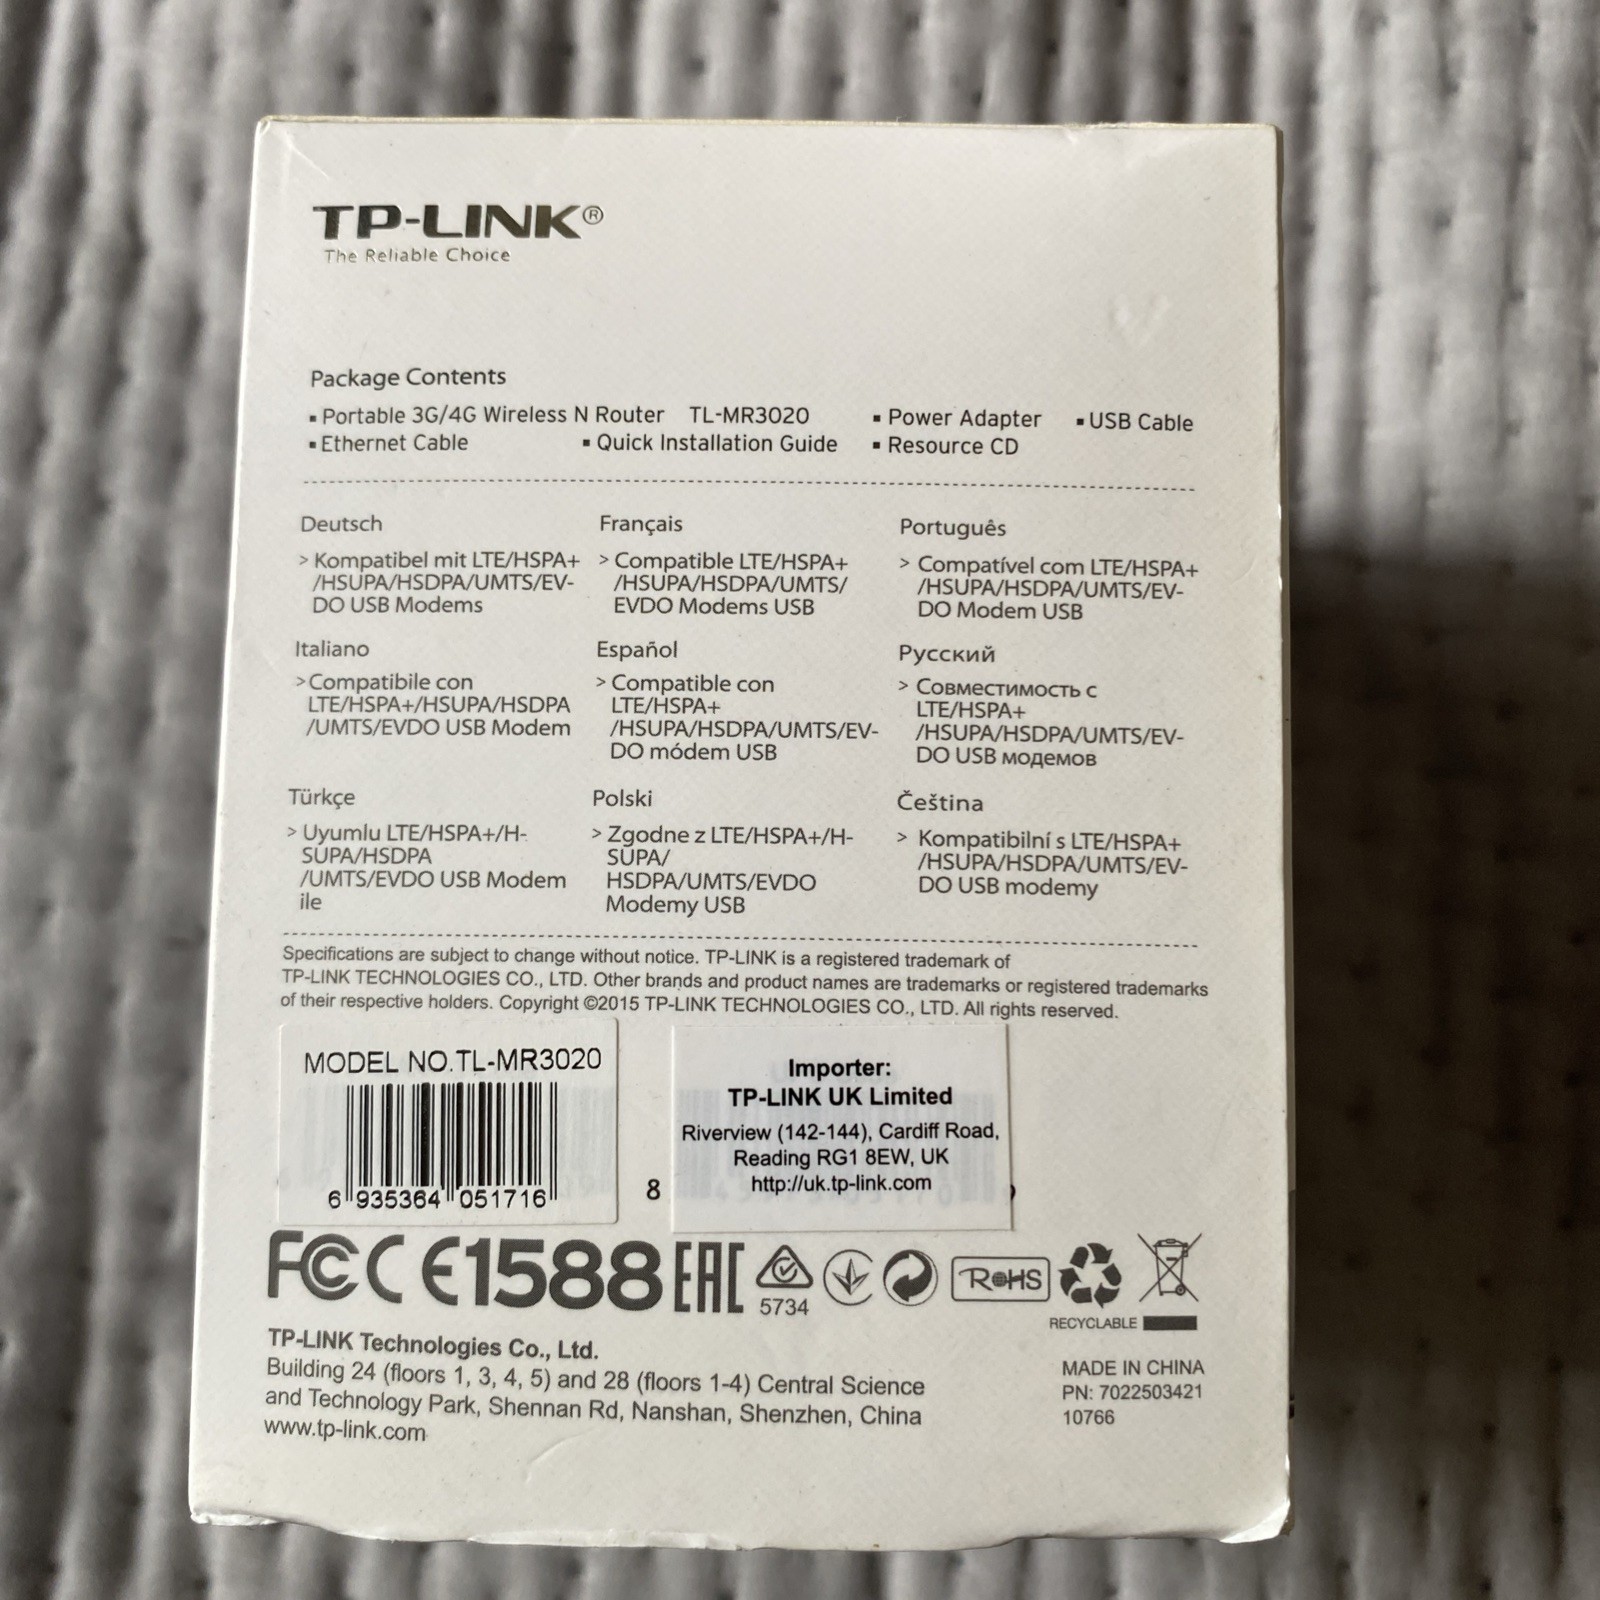 TP-LINK®
The Reliable Choice
Package Contents
▪ Portable 3G/4G Wireless N Router TL-MR3020 ▪ Power Adapter ▪ USB Cable
▪ Ethernet Cable ▪ Quick Installation Guide ▪ Resource CD
Deutsch
> Kompatibel mit LTE/HSPA+
/HSUPA/HSDPA/UMTS/EV-
DO USB Modems
Français
> Compatible LTE/HSPA+
/HSUPA/HSDPA/UMTS/
EVDO Modems USB
Português
> Compatível com LTE/HSPA+
/HSUPA/HSDPA/UMTS/EV-
DO Modem USB
Italiano
> Compatibile con
LTE/HSPA+/HSUPA/HSDPA
/UMTS/EVDO USB Modem
Español
> Compatible con
LTE/HSPA+
/HSUPA/HSDPA/UMTS/EV-
DO módem USB
Русский
> Совместимость с
LTE/HSPA+
/HSUPA/HSDPA/UMTS/EV-
DO USB модемов
Türkçe
> Uyumlu LTE/HSPA+/H-
SUPA/HSDPA
/UMTS/EVDO USB Modem
ile
Polski
> Zgodne z LTE/HSPA+/H-
SUPA/
HSDPA/UMTS/EVDO
Modemy USB
Čeština
> Kompatibilní s LTE/HSPA+
/HSUPA/HSDPA/UMTS/EV-
DO USB modemy
Specifications are subject to change without notice. TP-LINK is a registered trademark of
TP-LINK TECHNOLOGIES CO., LTD. Other brands and product names are trademarks or registered trademarks
of their respective holders. Copyright ©2015 TP-LINK TECHNOLOGIES CO., LTD. All rights reserved.
MODEL NO.TL-MR3020
6 935364 051716
8
Importer:
TP-LINK UK Limited
Riverview (142-144), Cardiff Road,
Reading RG1 8EW, UK
http://uk.tp-link.com
FCC CE1588 EAC
5734
RoHS
RECYCLABLE
TP-LINK Technologies Co., Ltd.
Building 24 (floors 1, 3, 4, 5) and 28 (floors 1-4) Central Science
and Technology Park, Shennan Rd, Nanshan, Shenzhen, China
www.tp-link.com
MADE IN CHINA
PN: 7022503421
10766